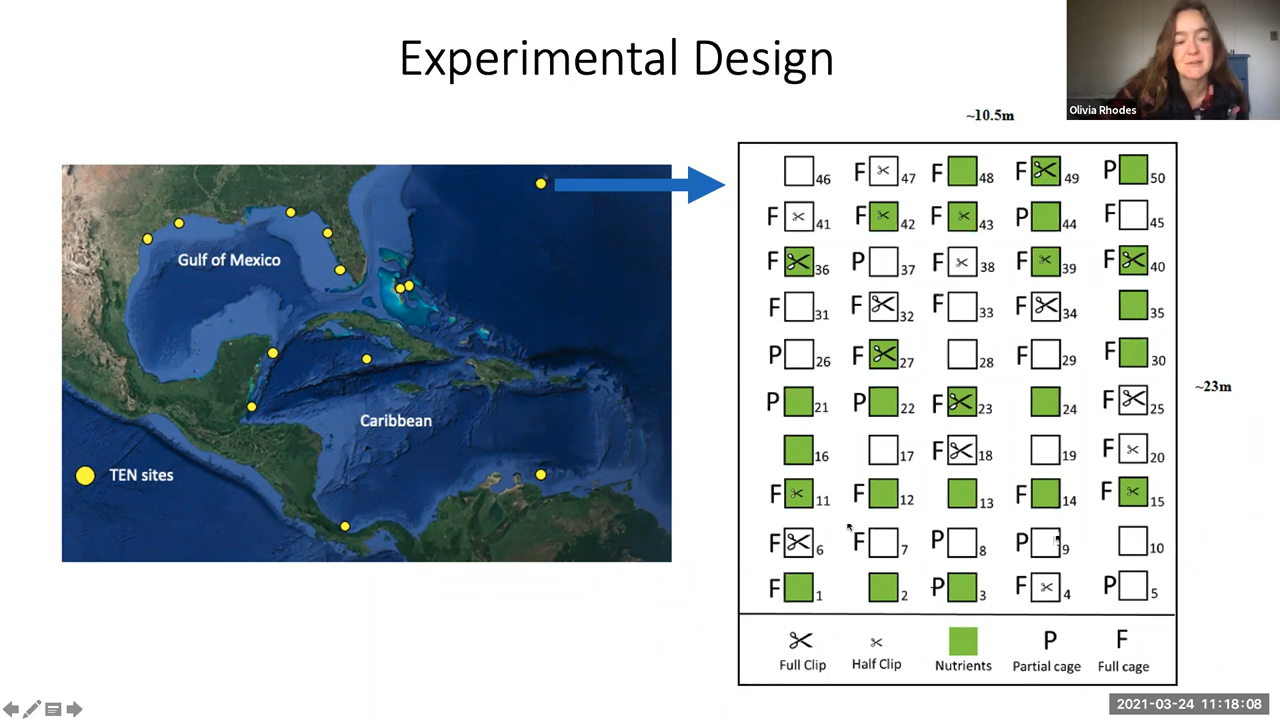 Experimental Design
Olivia Rhodes
~10.5m
46 F 47 F 48 F 49 P 50
F 41 F 42 F 43 P 44 F 45
F 36 P 37 F 38 F 39 F 40
F 31 F 32 F 33 F 34 35
P 26 F 27 28 F 29 F 30
P 21 P 22 F 23 24 F 25
16 17 F 18 19 F 20
F 11 F 12 13 F 14 F 15
F 6 F 7 P 8 P 9 10
F 1 2 P 3 F 4 P 5
~23m
Full Clip Half Clip Nutrients P Partial cage F Full cage
Gulf of Mexico
Caribbean
TEN sites
2021-03-24 11:18:08